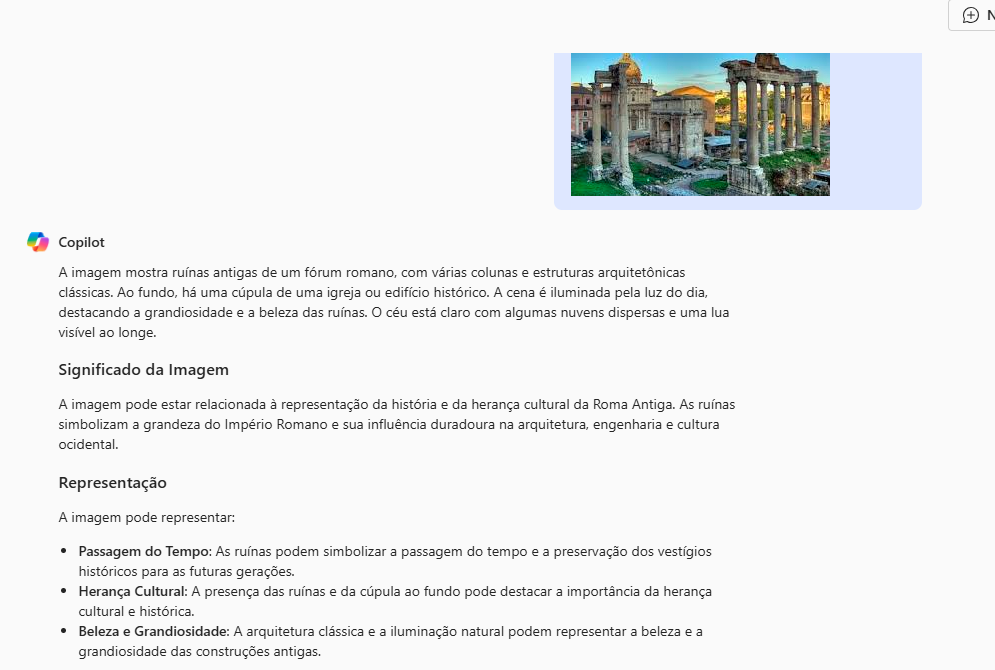 N
Copilot
A imagem mostra ruínas antigas de um fórum romano, com várias colunas e estruturas arquitetônicas
clássicas. Ao fundo, há uma cúpula de uma igreja ou edifício histórico. A cena é iluminada pela luz do dia,
destacando a grandiosidade e a beleza das ruínas. O céu está claro com algumas nuvens dispersas e uma lua
visível ao longe.
Significado da Imagem
A imagem pode estar relacionada à representação da história e da herança cultural da Roma Antiga. As ruínas
simbolizam a grandeza do Império Romano e sua influência duradoura na arquitetura, engenharia e cultura
ocidental.
Representação
A imagem pode representar:
• Passagem do Tempo: As ruínas podem simbolizar a passagem do tempo e a preservação dos vestígios
históricos para as futuras gerações.
• Herança Cultural: A presença das ruínas e da cúpula ao fundo pode destacar a importância da herança
cultural e histórica.
• Beleza e Grandiosidade: A arquitetura clássica e a iluminação natural podem representar a beleza e a
grandiosidade das construções antigas.